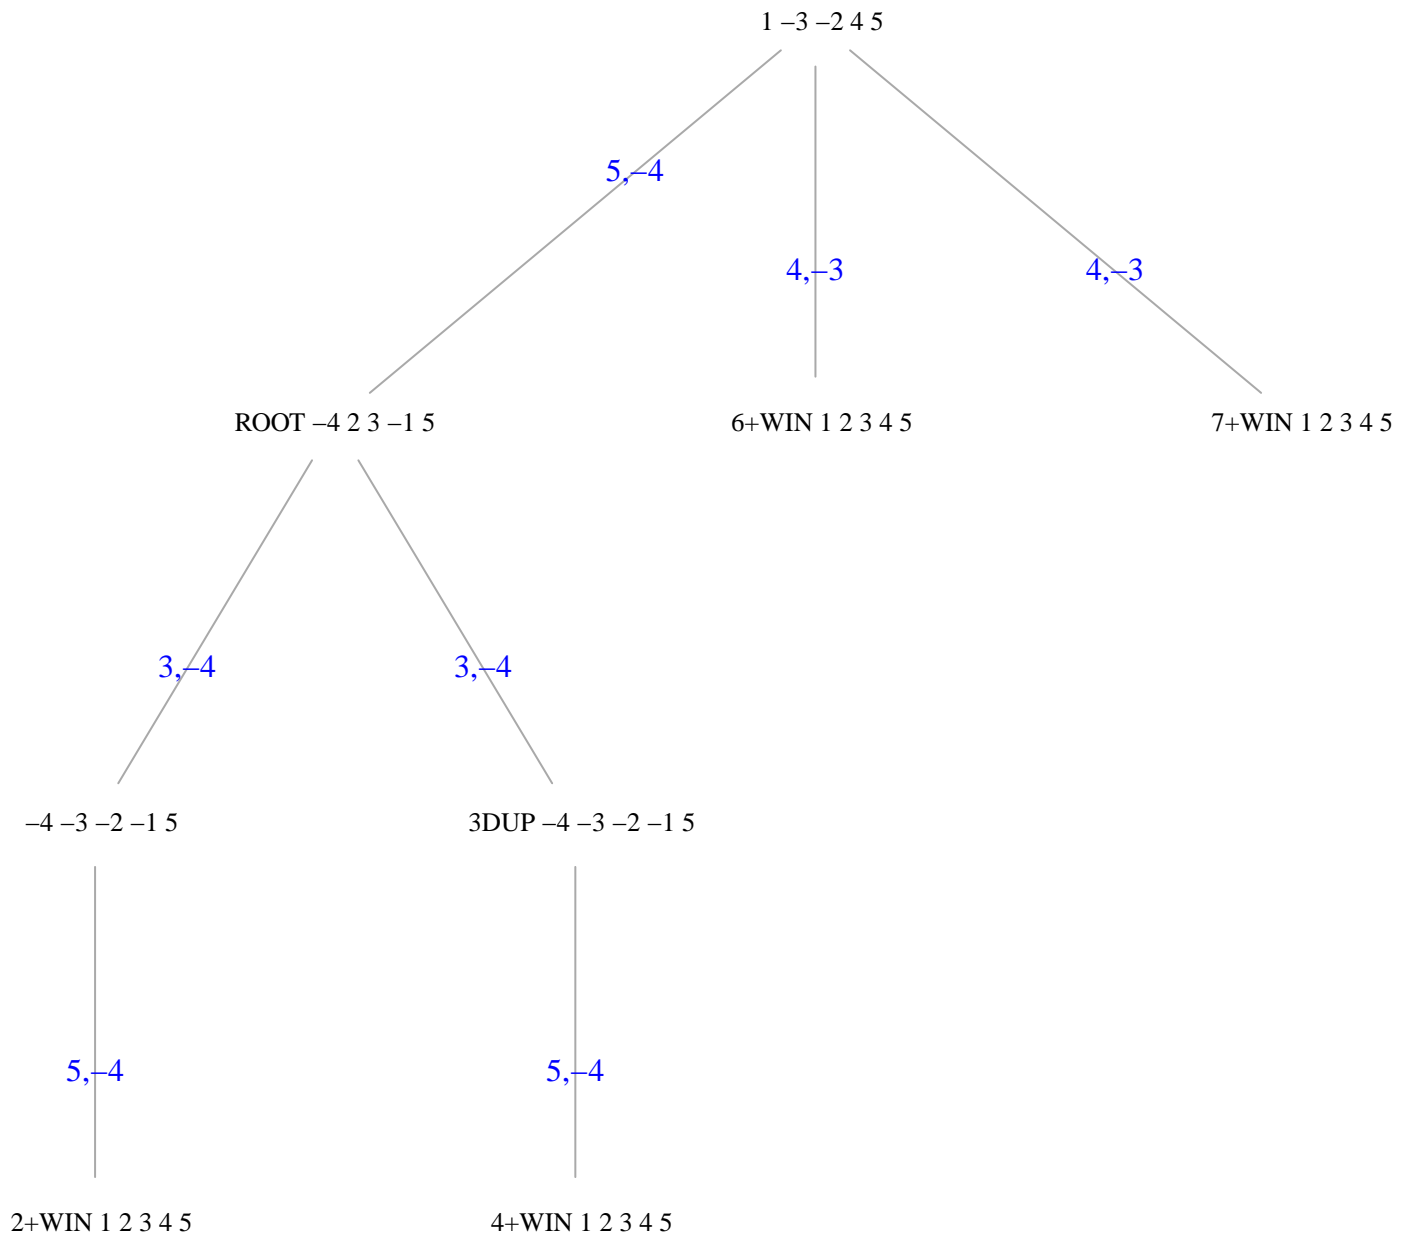 1 –3 –2 4 5
5,–4
4,–3
4,–3
ROOT –4 2 3 –1 5
6+WIN 1 2 3 4 5
7+WIN 1 2 3 4 5
3,–4
3,–4
–4 –3 –2 –1 5
3DUP –4 –3 –2 –1 5
5,–4
5,–4
2+WIN 1 2 3 4 5
4+WIN 1 2 3 4 5